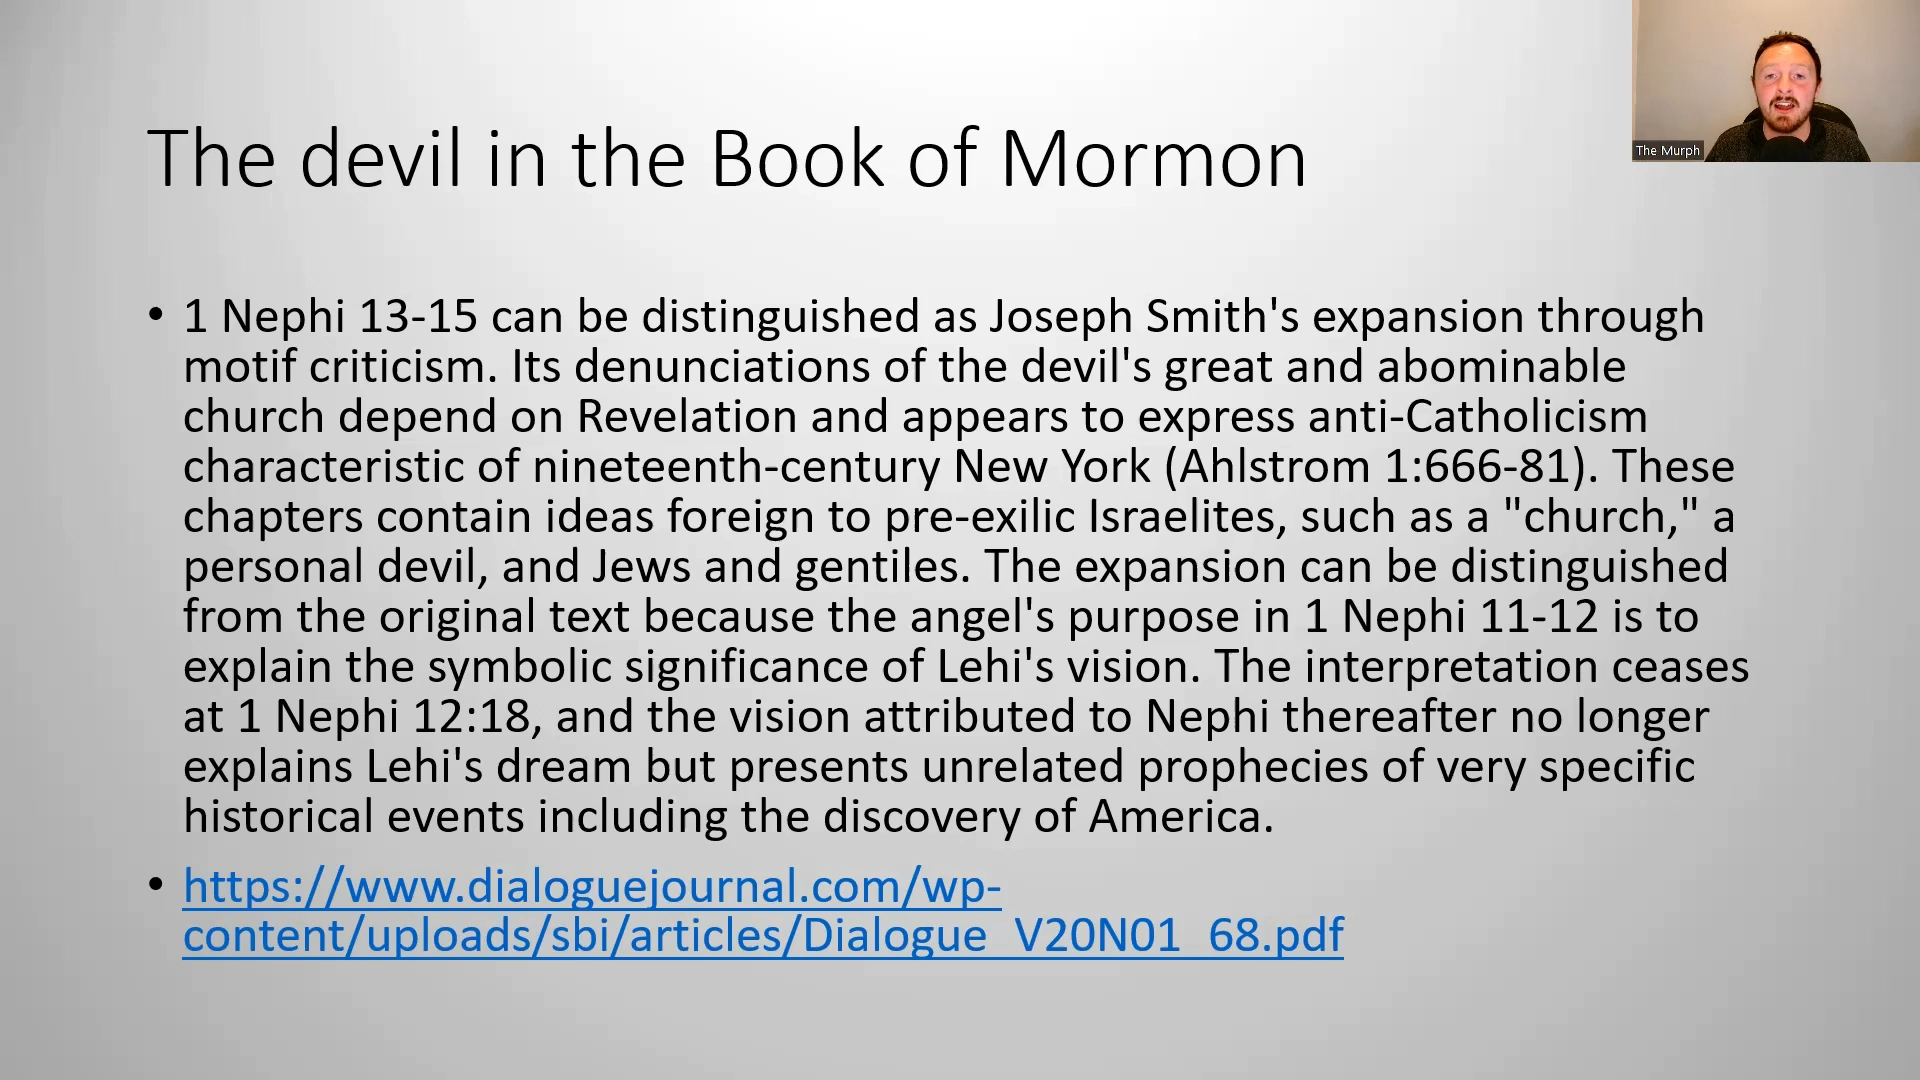 The Murph
The devil in the Book of Mormon
• 1 Nephi 13-15 can be distinguished as Joseph Smith's expansion through
motif criticism. Its denunciations of the devil's great and abominable
church depend on Revelation and appears to express anti-Catholicism
characteristic of nineteenth-century New York (Ahlstrom 1:666-81). These
chapters contain ideas foreign to pre-exilic Israelites, such as a "church," a
personal devil, and Jews and gentiles. The expansion can be distinguished
from the original text because the angel's purpose in 1 Nephi 11-12 is to
explain the symbolic significance of Lehi's vision. The interpretation ceases
at 1 Nephi 12:18, and the vision attributed to Nephi thereafter no longer
explains Lehi's dream but presents unrelated prophecies of very specific
historical events including the discovery of America.
• https://www.dialoguejournal.com/wp-
content/uploads/sbi/articles/Dialogue_V20N01_68.pdf